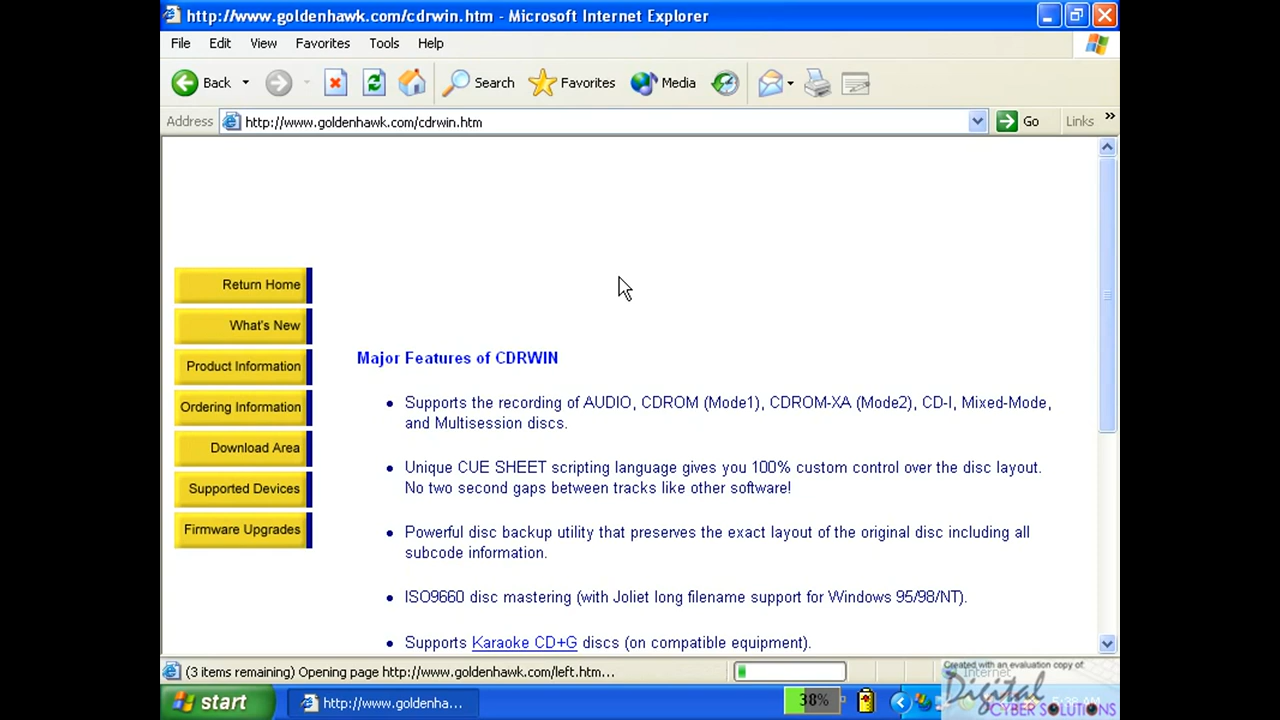 http://www.goldenhawk.com/cdrwin.htm - Microsoft Internet Explorer
File Edit View Favorites Tools Help
Back Search Favorites Media
Address http://www.goldenhawk.com/cdrwin.htm Go Links »
Return Home
What's New
Product Information
Ordering Information
Download Area
Supported Devices
Firmware Upgrades
Major Features of CDRWIN
• Supports the recording of AUDIO, CDROM (Mode1), CDROM-XA (Mode2), CD-I, Mixed-Mode,
and Multisession discs.
• Unique CUE SHEET scripting language gives you 100% custom control over the disc layout.
No two second gaps between tracks like other software!
• Powerful disc backup utility that preserves the exact layout of the original disc including all
subcode information.
• ISO9660 disc mastering (with Joliet long filename support for Windows 95/98/NT).
• Supports Karaoke CD+G discs (on compatible equipment).
(3 items remaining) Opening page http://www.goldenhawk.com/left.htm...
Internet
Created with an evaluation copy of
Digital
CYBER SOLUTIONS
start http://www.goldenha... 38%